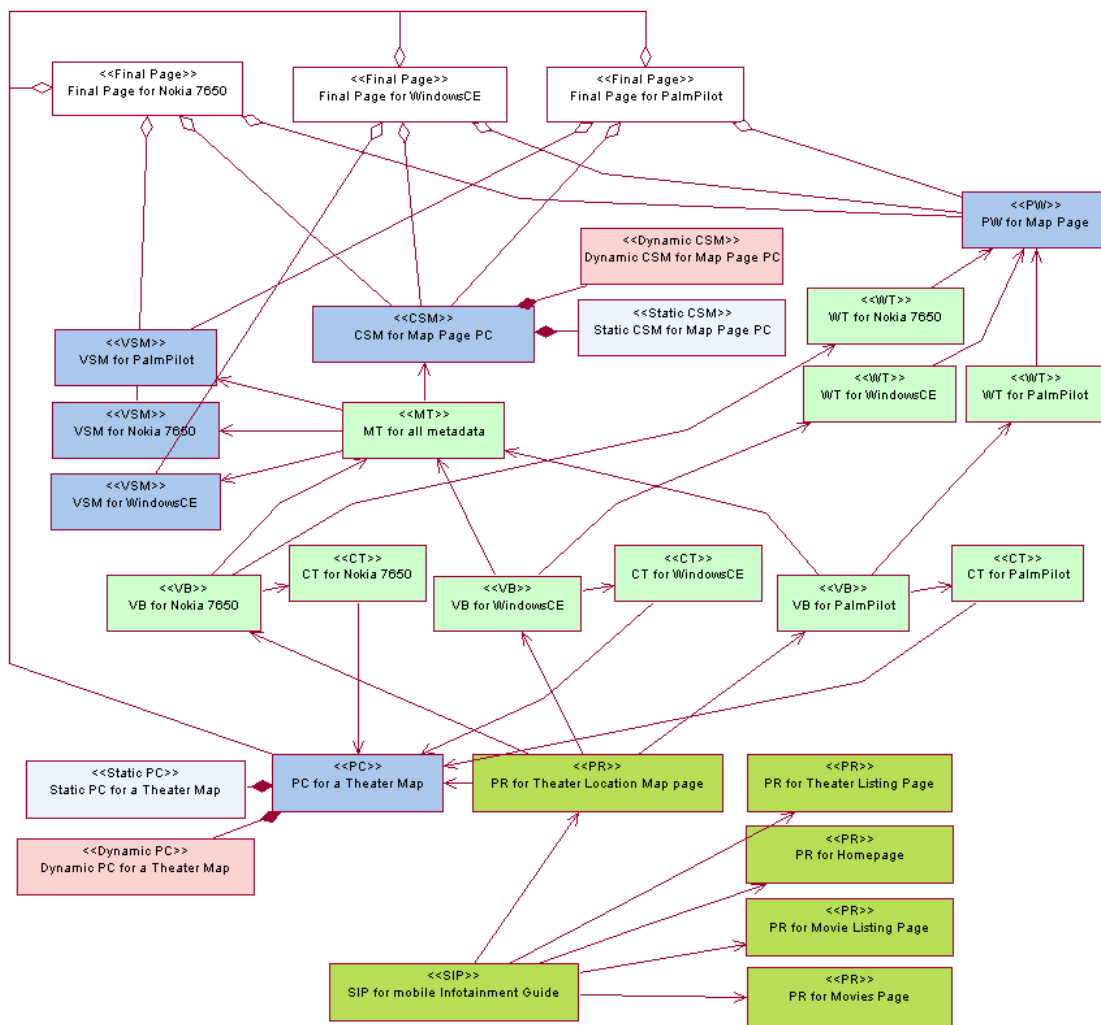 <<Final Page>>
Final Page for Nokia 7650
<<Final Page>>
Final Page for WindowsCE
<<Final Page>>
Final Page for PalmPilot
<<PW>>
PW for Map Page
<<Dynamic CSM>>
Dynamic CSM for Map Page PC
<<CSM>>
CSM for Map Page PC
<<Static CSM>>
Static CSM for Map Page PC
<<WT>>
WT for Nokia 7650
<<VSM>>
VSM for PalmPilot
<<WT>>
WT for WindowsCE
<<WT>>
WT for PalmPilot
<<VSM>>
VSM for Nokia 7650
<<MT>>
MT for all metadata
<<VSM>>
VSM for WindowsCE
<<CT>>
CT for Nokia 7650
<<CT>>
CT for WindowsCE
<<CT>>
CT for PalmPilot
<<VB>>
VB for Nokia 7650
<<VB>>
VB for WindowsCE
<<VB>>
VB for PalmPilot
<<Static PC>>
Static PC for a Theater Map
<<PC>>
PC for a Theater Map
<<PR>>
PR for Theater Location Map page
<<PR>>
PR for Theater Listing Page
<<Dynamic PC>>
Dynamic PC for a Theater Map
<<PR>>
PR for Homepage
<<PR>>
PR for Movie Listing Page
<<SIP>>
SIP for mobile Infotainment Guide
<<PR>>
PR for Movies Page